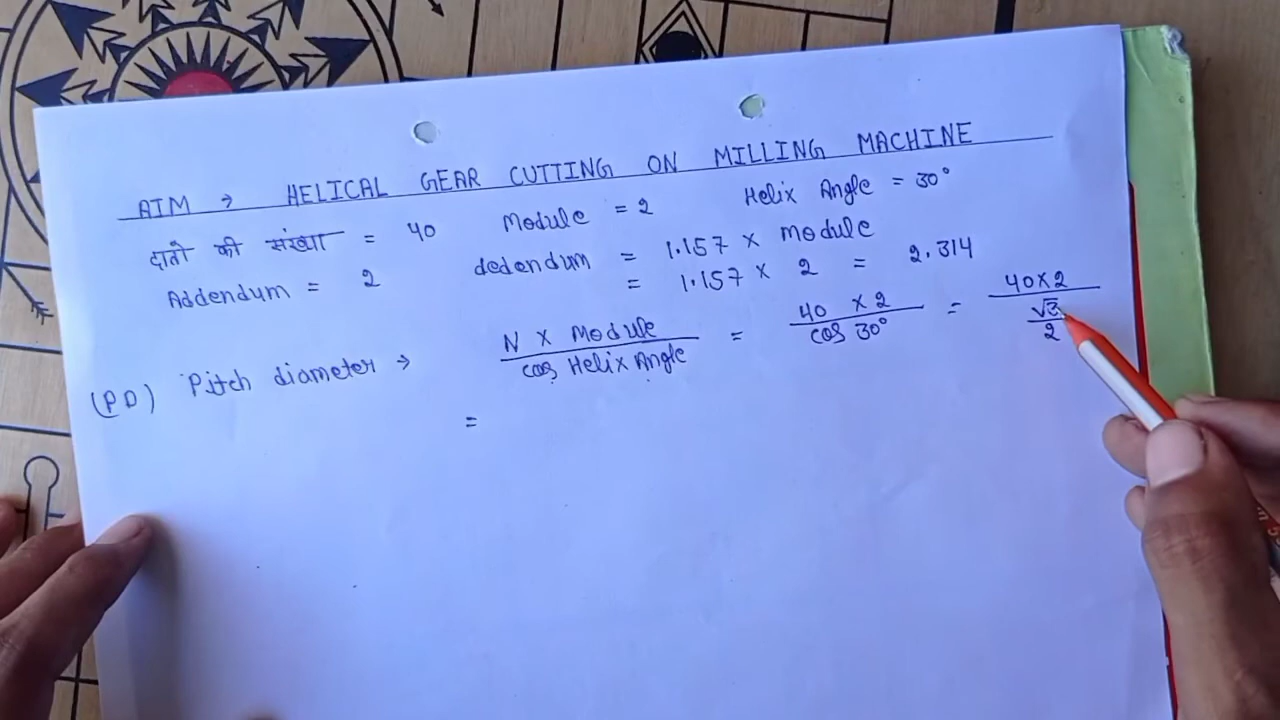 AIM → HELICAL GEAR CUTTING ON MILLING MACHINE
दातो की संख्या = 40 Module = 2 Helix Angle = 30°
Addendum = 2 dedendum = 1.157 × Module
= 1.157 × 2 = 2.314
(PD) Pitch diameter → N × Module / cos Helix Angle = 40 × 2 / cos 30° = 40×2 / √3 / 2
=